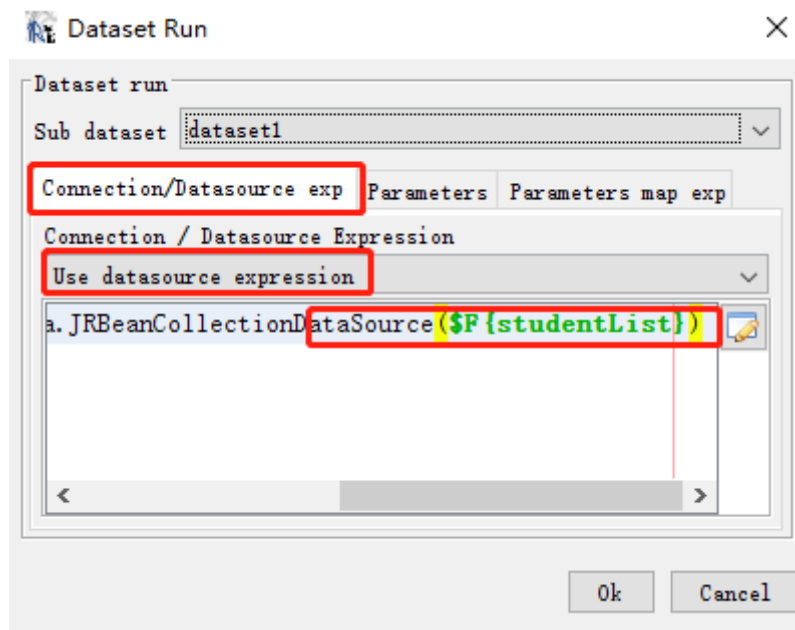 Dataset Run
Dataset run
Sub dataset dataset1
Connection/Datasource exp Parameters Parameters map exp
Connection / Datasource Expression
Use datasource expression
a.JRBeanCollectionDataSource($F{studentList})
Ok Cancel